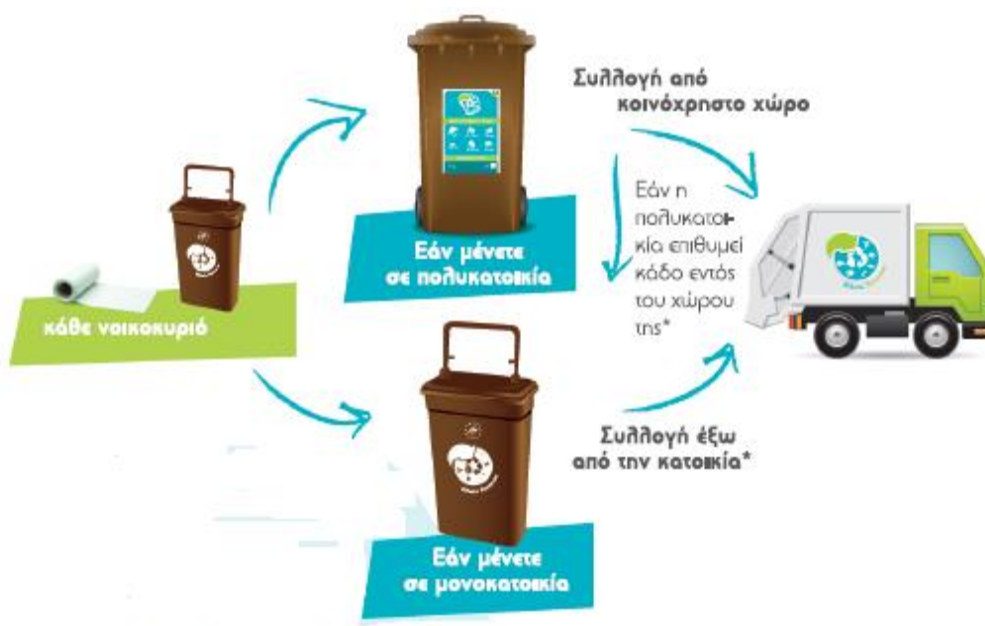 Συλλογή από
κοινόχρηστο χώρο
Εάν η
πολυκατοι-
κία επιθυμεί
κάδο εντός
του χώρου
της*
Εάν μένετε
σε πολυκατοικία
κάθε νοικοκυριό
Συλλογή έξω
από την κατοικία*
Εάν μένετε
σε μονοκατοικία